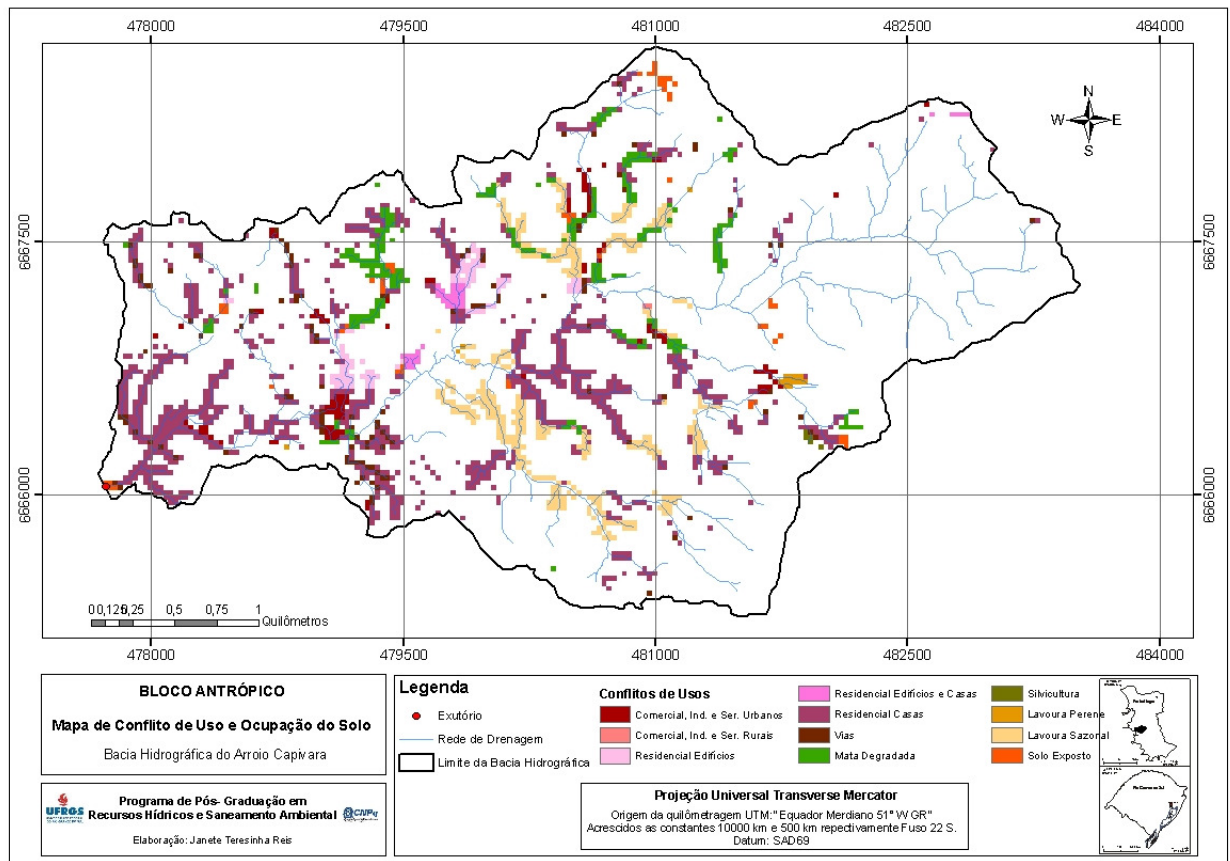 478000 479500 481000 482500 484000
N
W E
S
6667500 6667500
6666000 6666000
0 0,125 0,25 0,5 0,75 1
Quilômetros
478000 479500 481000 482500 484000
BLOCO ANTRÓPICO
Mapa de Conflito de Uso e Ocupação do Solo
Bacia Hidrográfica do Arroio Capivara
UFRGS
Programa de Pós- Graduação em
Recursos Hídricos e Saneamento Ambiental
CNPq
Elaboração: Janete Teresinha Reis
Legenda
Exutório
Rede de Drenagem
Limite da Bacia Hidrográfica
Conflitos de Usos
Comercial, Ind. e Ser. Urbanos
Comercial, Ind. e Ser. Rurais
Residencial Edifícios
Residencial Edifícios e Casas
Residencial Casas
Vias
Mata Degradada
Silvicultura
Lavoura Perene
Lavoura Sazonal
Solo Exposto
Projeção Universal Transverse Mercator
Origem da quilômetragem UTM:"Equador Merdiano 51° W GR"
Acrescidos as constantes 10000 km e 500 km repectivamente Fuso 22 S.
Datum: SAD69